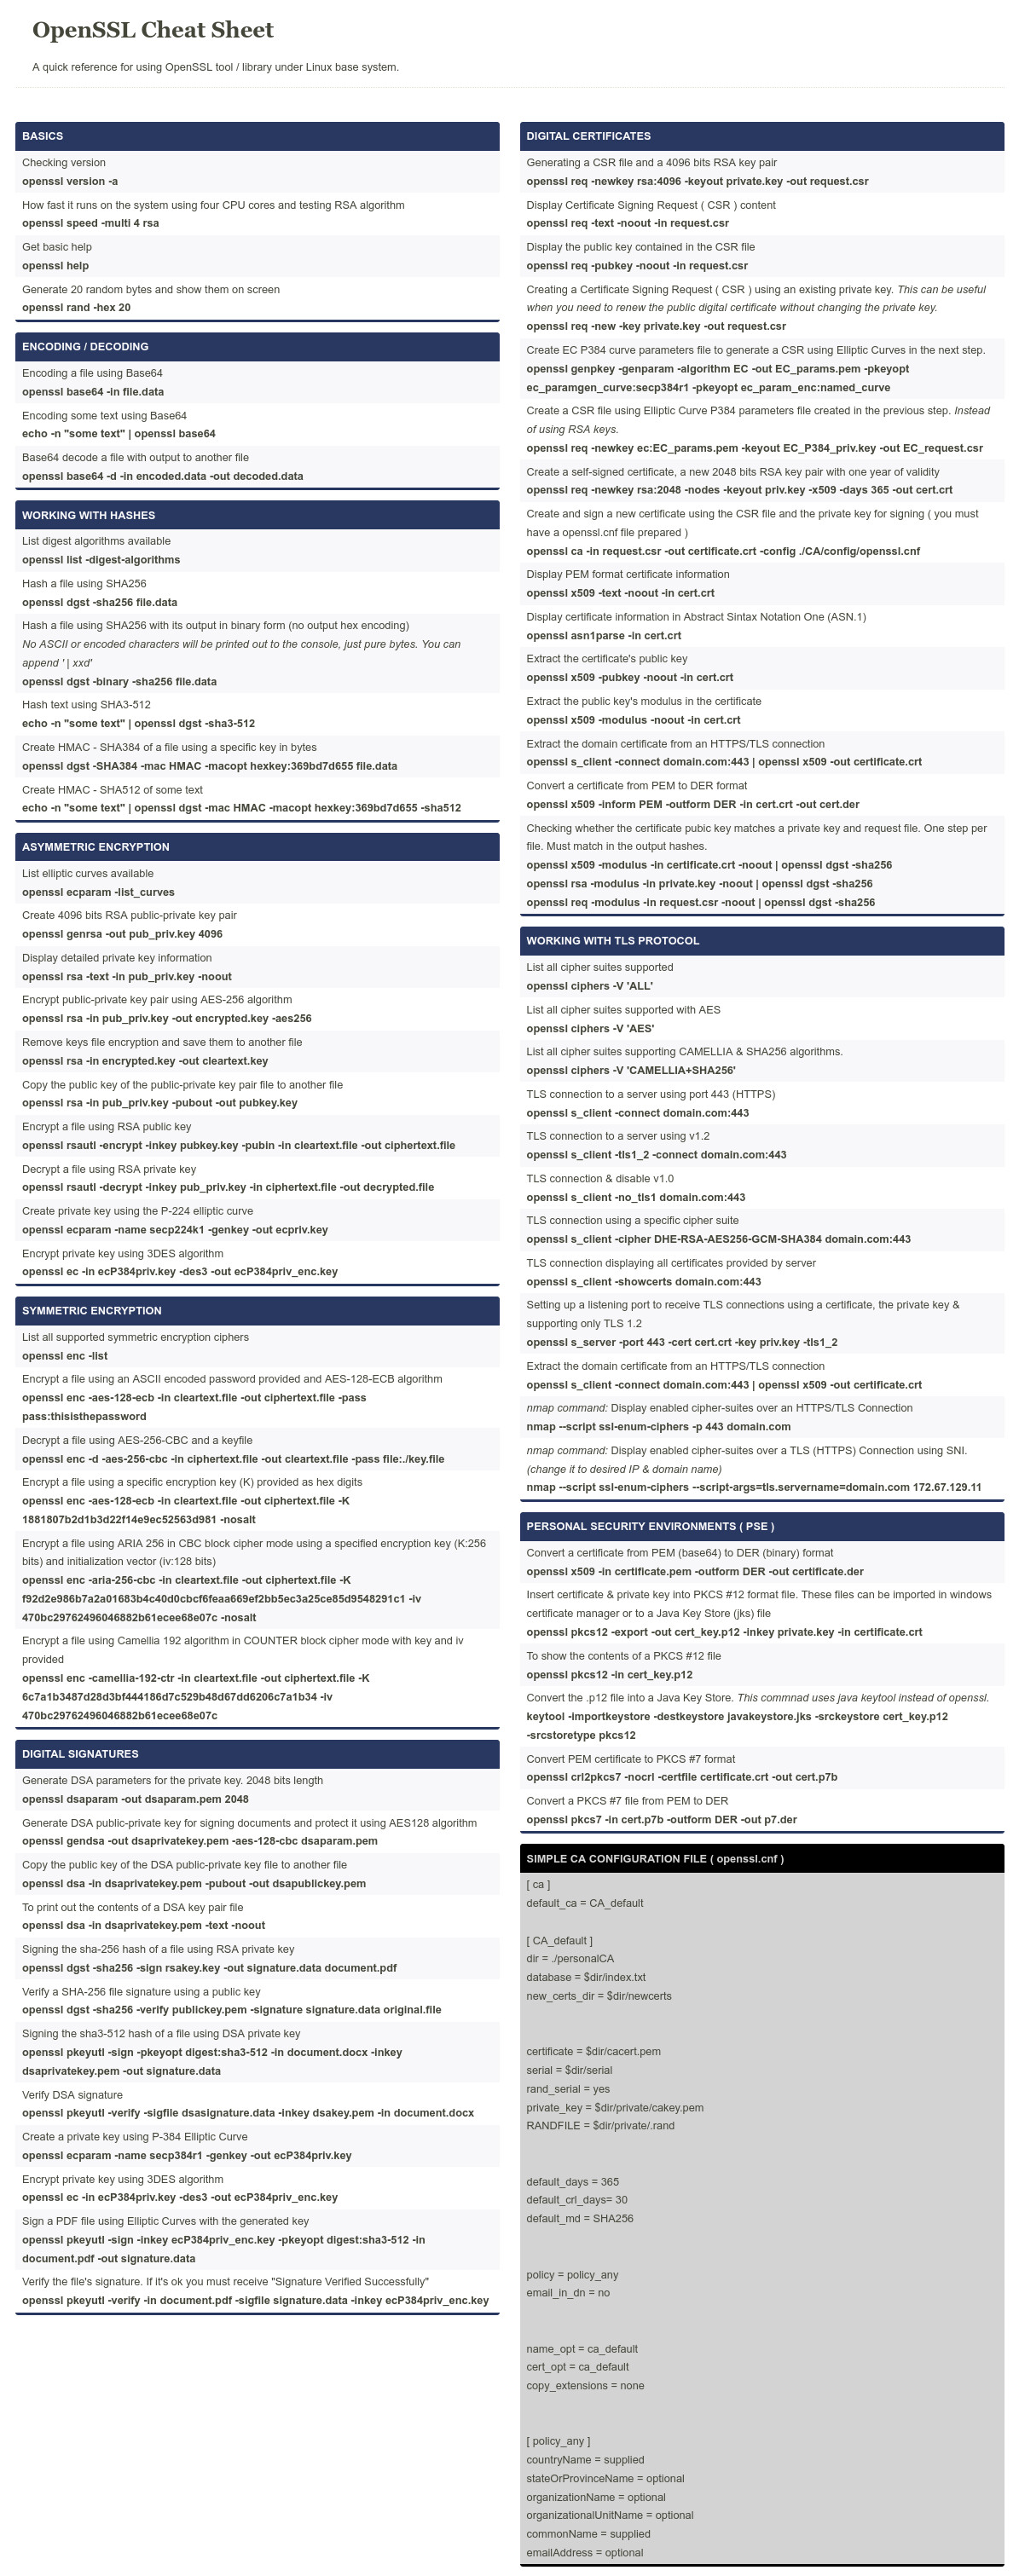 OpenSSL Cheat Sheet
A quick reference for using OpenSSL tool / library under Linux base system.
BASICS
Checking version
openssl version -a
How fast it runs on the system using four CPU cores and testing RSA algorithm
openssl speed -multi 4 rsa
Get basic help
openssl help
Generate 20 random bytes and show them on screen
openssl rand -hex 20
ENCODING / DECODING
Encoding a file using Base64
openssl base64 -in file.data
Encoding some text using Base64
echo -n "some text" | openssl base64
Base64 decode a file with output to another file
openssl base64 -d -in encoded.data -out decoded.data
WORKING WITH HASHES
List digest algorithms available
openssl list -digest-algorithms
Hash a file using SHA256
openssl dgst -sha256 file.data
Hash a file using SHA256 with its output in binary form (no output hex encoding)
No ASCII or encoded characters will be printed out to the console, just pure bytes. You can
append ' | xxd'
openssl dgst -binary -sha256 file.data
Hash text using SHA3-512
echo -n "some text" | openssl dgst -sha3-512
Create HMAC - SHA384 of a file using a specific key in bytes
openssl dgst -SHA384 -mac HMAC -macopt hexkey:369bd7d655 file.data
Create HMAC - SHA512 of some text
echo -n "some text" | openssl dgst -mac HMAC -macopt hexkey:369bd7d655 -sha512
ASYMMETRIC ENCRYPTION
List elliptic curves available
openssl ecparam -list_curves
Create 4096 bits RSA public-private key pair
openssl genrsa -out pub_priv.key 4096
Display detailed private key information
openssl rsa -text -in pub_priv.key -noout
Encrypt public-private key pair using AES-256 algorithm
openssl rsa -in pub_priv.key -out encrypted.key -aes256
Remove keys file encryption and save them to another file
openssl rsa -in encrypted.key -out cleartext.key
Copy the public key of the public-private key pair file to another file
openssl rsa -in pub_priv.key -pubout -out pubkey.key
Encrypt a file using RSA public key
openssl rsautl -encrypt -inkey pubkey.key -pubin -in cleartext.file -out ciphertext.file
Decrypt a file using RSA private key
openssl rsautl -decrypt -inkey pub_priv.key -in ciphertext.file -out decrypted.file
Create private key using the P-224 elliptic curve
openssl ecparam -name secp224k1 -genkey -out ecpriv.key
Encrypt private key using 3DES algorithm
openssl ec -in ecP384priv.key -des3 -out ecP384priv_enc.key
SYMMETRIC ENCRYPTION
List all supported symmetric encryption ciphers
openssl enc -list
Encrypt a file using an ASCII encoded password provided and AES-128-ECB algorithm
openssl enc -aes-128-ecb -in cleartext.file -out ciphertext.file -pass
pass:thisisthepassword
Decrypt a file using AES-256-CBC and a keyfile
openssl enc -d -aes-256-cbc -in ciphertext.file -out cleartext.file -pass file:./key.file
Encrypt a file using a specific encryption key (K) provided as hex digits
openssl enc -aes-128-ecb -in cleartext.file -out ciphertext.file -K
1881807b2d1b3d22f14e9ec52563d981 -nosalt
Encrypt a file using ARIA 256 in CBC block cipher mode using a specified encryption key (K:256
bits) and initialization vector (iv:128 bits)
openssl enc -aria-256-cbc -in cleartext.file -out ciphertext.file -K
f92d2e986b7a2a01683b4c40d0cbcf6feaa669ef2bb5ec3a25ce85d9548291c1 -iv
470bc29762496046882b61ecee68e07c -nosalt
Encrypt a file using Camellia 192 algorithm in COUNTER block cipher mode with key and iv
provided
openssl enc -camellia-192-ctr -in cleartext.file -out ciphertext.file -K
6c7a1b3487d28d3bf444186d7c529b48d67dd6206c7a1b34 -iv
470bc29762496046882b61ecee68e07c
DIGITAL SIGNATURES
Generate DSA parameters for the private key. 2048 bits length
openssl dsaparam -out dsaparam.pem 2048
Generate DSA public-private key for signing documents and protect it using AES128 algorithm
openssl gendsa -out dsaprivatekey.pem -aes-128-cbc dsaparam.pem
Copy the public key of the DSA public-private key file to another file
openssl dsa -in dsaprivatekey.pem -pubout -out dsapublickey.pem
To print out the contents of a DSA key pair file
openssl dsa -in dsaprivatekey.pem -text -noout
Signing the sha-256 hash of a file using RSA private key
openssl dgst -sha256 -sign rsakey.key -out signature.data document.pdf
Verify a SHA-256 file signature using a public key
openssl dgst -sha256 -verify publickey.pem -signature signature.data original.file
Signing the sha3-512 hash of a file using DSA private key
openssl pkeyutl -sign -pkeyopt digest:sha3-512 -in document.docx -inkey
dsaprivatekey.pem -out signature.data
Verify DSA signature
openssl pkeyutl -verify -sigfile dsasignature.data -inkey dsakey.pem -in document.docx
Create a private key using P-384 Elliptic Curve
openssl ecparam -name secp384r1 -genkey -out ecP384priv.key
Encrypt private key using 3DES algorithm
openssl ec -in ecP384priv.key -des3 -out ecP384priv_enc.key
Sign a PDF file using Elliptic Curves with the generated key
openssl pkeyutl -sign -inkey ecP384priv_enc.key -pkeyopt digest:sha3-512 -in
document.pdf -out signature.data
Verify the file's signature. If it's ok you must receive "Signature Verified Successfully"
openssl pkeyutl -verify -in document.pdf -sigfile signature.data -inkey ecP384priv_enc.key
DIGITAL CERTIFICATES
Generating a CSR file and a 4096 bits RSA key pair
openssl req -newkey rsa:4096 -keyout private.key -out request.csr
Display Certificate Signing Request ( CSR ) content
openssl req -text -noout -in request.csr
Display the public key contained in the CSR file
openssl req -pubkey -noout -in request.csr
Creating a Certificate Signing Request ( CSR ) using an existing private key. This can be useful
when you need to renew the public digital certificate without changing the private key.
openssl req -new -key private.key -out request.csr
Create EC P384 curve parameters file to generate a CSR using Elliptic Curves in the next step.
openssl genpkey -genparam -algorithm EC -out EC_params.pem -pkeyopt
ec_paramgen_curve:secp384r1 -pkeyopt ec_param_enc:named_curve
Create a CSR file using Elliptic Curve P384 parameters file created in the previous step. Instead
of using RSA keys.
openssl req -newkey ec:EC_params.pem -keyout EC_P384_priv.key -out EC_request.csr
Create a self-signed certificate, a new 2048 bits RSA key pair with one year of validity
openssl req -newkey rsa:2048 -nodes -keyout priv.key -x509 -days 365 -out cert.crt
Create and sign a new certificate using the CSR file and the private key for signing ( you must
have a openssl.cnf file prepared )
openssl ca -in request.csr -out certificate.crt -config ./CA/config/openssl.cnf
Display PEM format certificate information
openssl x509 -text -noout -in cert.crt
Display certificate information in Abstract Sintax Notation One (ASN.1)
openssl asn1parse -in cert.crt
Extract the certificate's public key
openssl x509 -pubkey -noout -in cert.crt
Extract the public key's modulus in the certificate
openssl x509 -modulus -noout -in cert.crt
Extract the domain certificate from an HTTPS/TLS connection
openssl s_client -connect domain.com:443 | openssl x509 -out certificate.crt
Convert a certificate from PEM to DER format
openssl x509 -inform PEM -outform DER -in cert.crt -out cert.der
Checking whether the certificate pubic key matches a private key and request file. One step per
file. Must match in the output hashes.
openssl x509 -modulus -in certificate.crt -noout | openssl dgst -sha256
openssl rsa -modulus -in private.key -noout | openssl dgst -sha256
openssl req -modulus -in request.csr -noout | openssl dgst -sha256
WORKING WITH TLS PROTOCOL
List all cipher suites supported
openssl ciphers -V 'ALL'
List all cipher suites supported with AES
openssl ciphers -V 'AES'
List all cipher suites supporting CAMELLIA & SHA256 algorithms.
openssl ciphers -V 'CAMELLIA+SHA256'
TLS connection to a server using port 443 (HTTPS)
openssl s_client -connect domain.com:443
TLS connection to a server using v1.2
openssl s_client -tls1_2 -connect domain.com:443
TLS connection & disable v1.0
openssl s_client -no_tls1 domain.com:443
TLS connection using a specific cipher suite
openssl s_client -cipher DHE-RSA-AES256-GCM-SHA384 domain.com:443
TLS connection displaying all certificates provided by server
openssl s_client -showcerts domain.com:443
Setting up a listening port to receive TLS connections using a certificate, the private key &
supporting only TLS 1.2
openssl s_server -port 443 -cert cert.crt -key priv.key -tls1_2
Extract the domain certificate from an HTTPS/TLS connection
openssl s_client -connect domain.com:443 | openssl x509 -out certificate.crt
nmap command: Display enabled cipher-suites over an HTTPS/TLS Connection
nmap --script ssl-enum-ciphers -p 443 domain.com
nmap command: Display enabled cipher-suites over a TLS (HTTPS) Connection using SNI.
(change it to desired IP & domain name)
nmap --script ssl-enum-ciphers --script-args=tls.servername=domain.com 172.67.129.11
PERSONAL SECURITY ENVIRONMENTS ( PSE )
Convert a certificate from PEM (base64) to DER (binary) format
openssl x509 -in certificate.pem -outform DER -out certificate.der
Insert certificate & private key into PKCS #12 format file. These files can be imported in windows
certificate manager or to a Java Key Store (jks) file
openssl pkcs12 -export -out cert_key.p12 -inkey private.key -in certificate.crt
To show the contents of a PKCS #12 file
openssl pkcs12 -in cert_key.p12
Convert the .p12 file into a Java Key Store. This commnad uses java keytool instead of openssl.
keytool -importkeystore -destkeystore javakeystore.jks -srckeystore cert_key.p12
-srcstoretype pkcs12
Convert PEM certificate to PKCS #7 format
openssl crl2pkcs7 -nocrl -certfile certificate.crt -out cert.p7b
Convert a PKCS #7 file from PEM to DER
openssl pkcs7 -in cert.p7b -outform DER -out p7.der
SIMPLE CA CONFIGURATION FILE ( openssl.cnf )
[ ca ]
default_ca = CA_default
[ CA_default ]
dir = ./personalCA
database = $dir/index.txt
new_certs_dir = $dir/newcerts
certificate = $dir/cacert.pem
serial = $dir/serial
rand_serial = yes
private_key = $dir/private/cakey.pem
RANDFILE = $dir/private/.rand
default_days = 365
default_crl_days= 30
default_md = SHA256
policy = policy_any
email_in_dn = no
name_opt = ca_default
cert_opt = ca_default
copy_extensions = none
[ policy_any ]
countryName = supplied
stateOrProvinceName = optional
organizationName = optional
organizationalUnitName = optional
commonName = supplied
emailAddress = optional